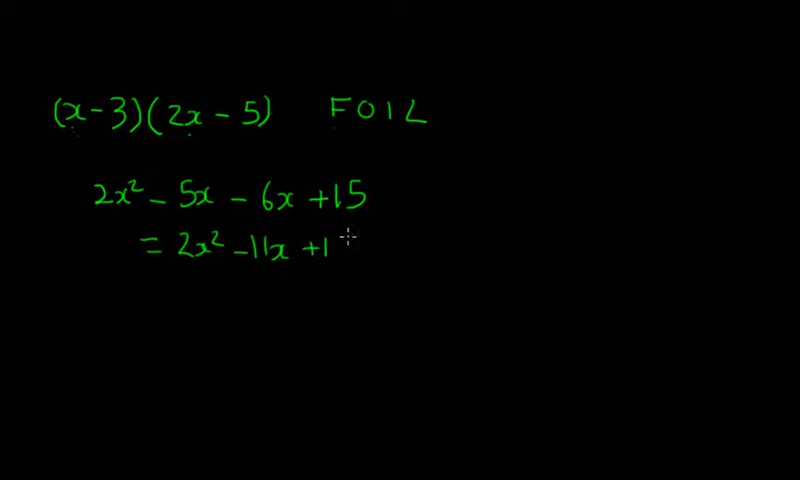 (x-3)(2x-5) FOIL
2x² - 5x - 6x + 15
= 2x² - 11x + 1